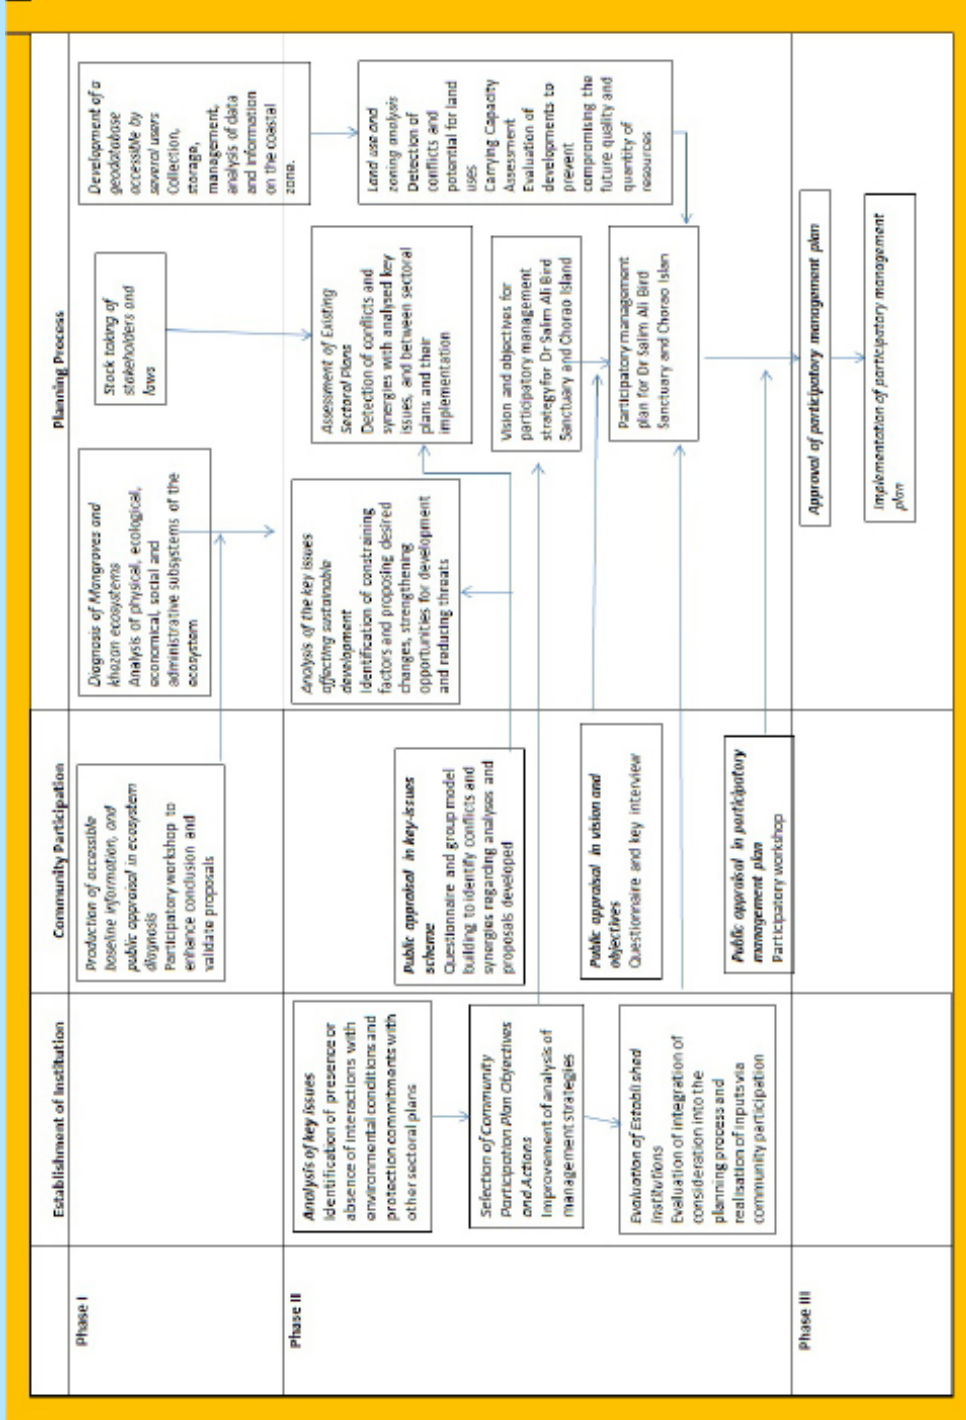 Establishment of Institution
Community Participation
Planning Process
Phase I
Production of accessible
baseline information, and
public appraisal in ecosystem
diagnosis
Participatory workshop to
enhance conclusion and
validate proposals
Diagnosis of Mangroves and
khazan ecosystems
Analysis of physical, ecological,
economical, social and
administrative subsystems of the
ecosystem
Stock taking of
stakeholders and
laws
Development of a
geodatabase
accessible by
several users
Collection,
storage,
management,
analysis of data
and information
on the coastal
zone.
Phase II
Analysis of key issues
Identification of presence or
absence of interactions with
environmental conditions and
protection commitments with
other sectoral plans
Selection of Community
Participation Plan Objectives
and Actions
Improvement of analysis of
management strategies
Evaluation of Established
institutions
Evaluation of integration of
consideration into the
planning process and
realisation of inputs via
community participation
Public appraisal in key-issues
scheme
Questionnaire and group model
building to identify conflicts and
synergies regarding analyses and
proposals developed
Public appraisal in vision and
objectives
Questionnaire and key interview
Public appraisal in participatory
management plan
Participatory workshop
Analysis of the key issues
affecting sustainable
development
Identification of constraining
factors and proposing desired
changes, strengthening
opportunities for development
and reducing threats
Assessment of Existing
Sectoral Plans
Detection of conflicts and
synergies with analysed key
issues, and between sectoral
plans and their
implementation
Vision and objectives for
participatory management
strategy for Dr Salim Ali Bird
Sanctuary and Chorao Island
Participatory management
plan for Dr Salim Ali Bird
Sanctuary and Chorao Islan
Land use and
zoning analysis
Detection of
conflicts and
potential for land
uses
Carrying Capacity
Assessment
Evaluation of
developments to
prevent
compromising the
future quality and
quantity of
resources
Phase III
Approval of participatory management plan
Implementation of participatory management
plan